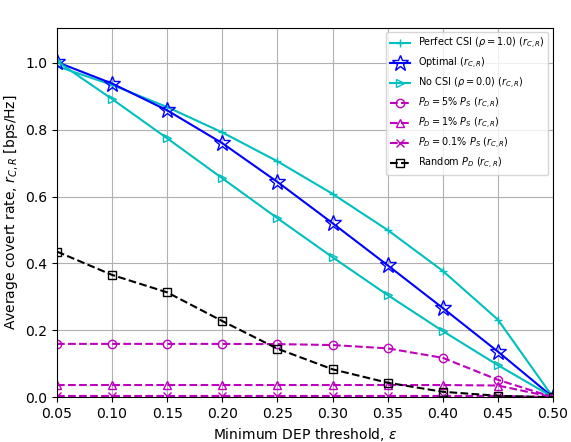 Perfect CSI (ρ = 1.0) (r_{C,R})
Optimal (r_{C,R})
No CSI (ρ = 0.0) (r_{C,R})
P_D = 5% P_S (r_{C,R})
P_D = 1% P_S (r_{C,R})
P_D = 0.1% P_S (r_{C,R})
Random P_D (r_{C,R})
Average covert rate, r_{C,R} [bps/Hz]
1.0
0.8
0.6
0.4
0.2
0.0
0.05 0.10 0.15 0.20 0.25 0.30 0.35 0.40 0.45 0.50
Minimum DEP threshold, ε